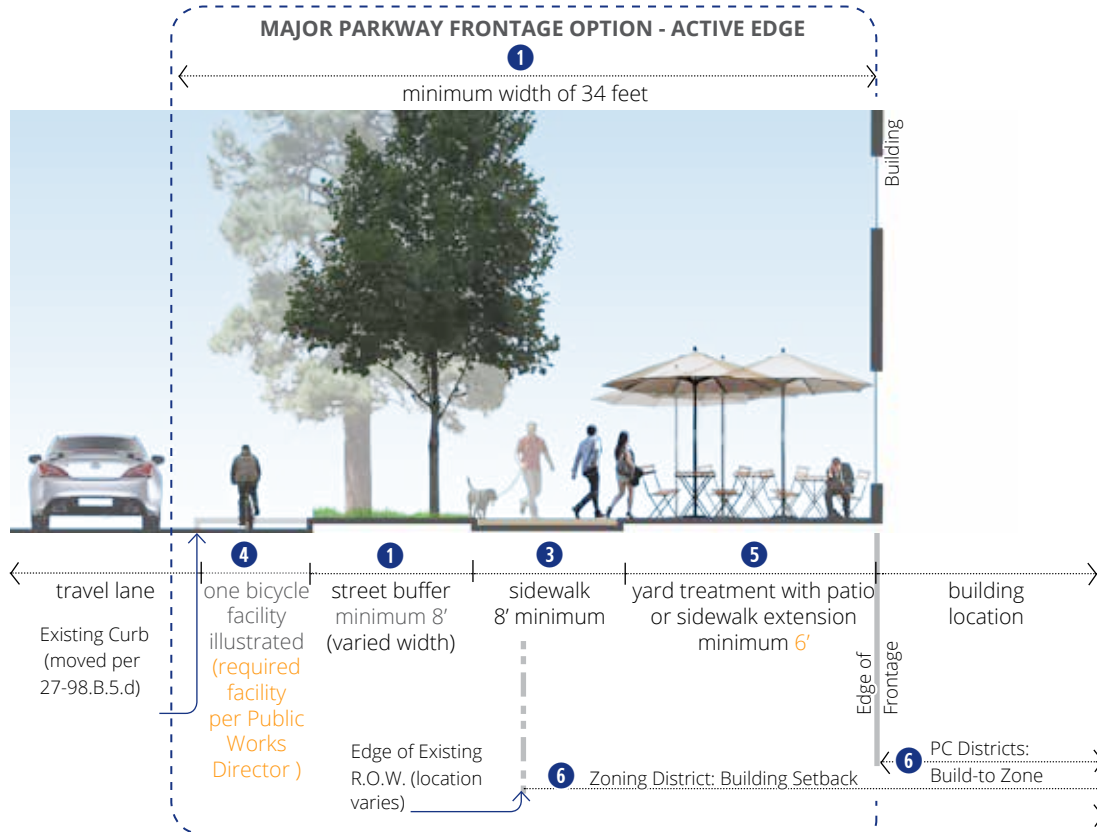 MAJOR PARKWAY FRONTAGE OPTION - ACTIVE EDGE
1
minimum width of 34 feet
Building
4
1
3
5
travel lane
one bicycle
facility
illustrated
(required
facility
per Public
Works
Director )
street buffer
minimum 8'
(varied width)
sidewalk
8' minimum
yard treatment with patio
or sidewalk extension
minimum 6'
building
location
Existing Curb
(moved per
27-98.B.5.d)
Edge of
Frontage
Edge of Existing
R.O.W. (location
varies)
6 Zoning District: Building Setback
6 PC Districts:
Build-to Zone